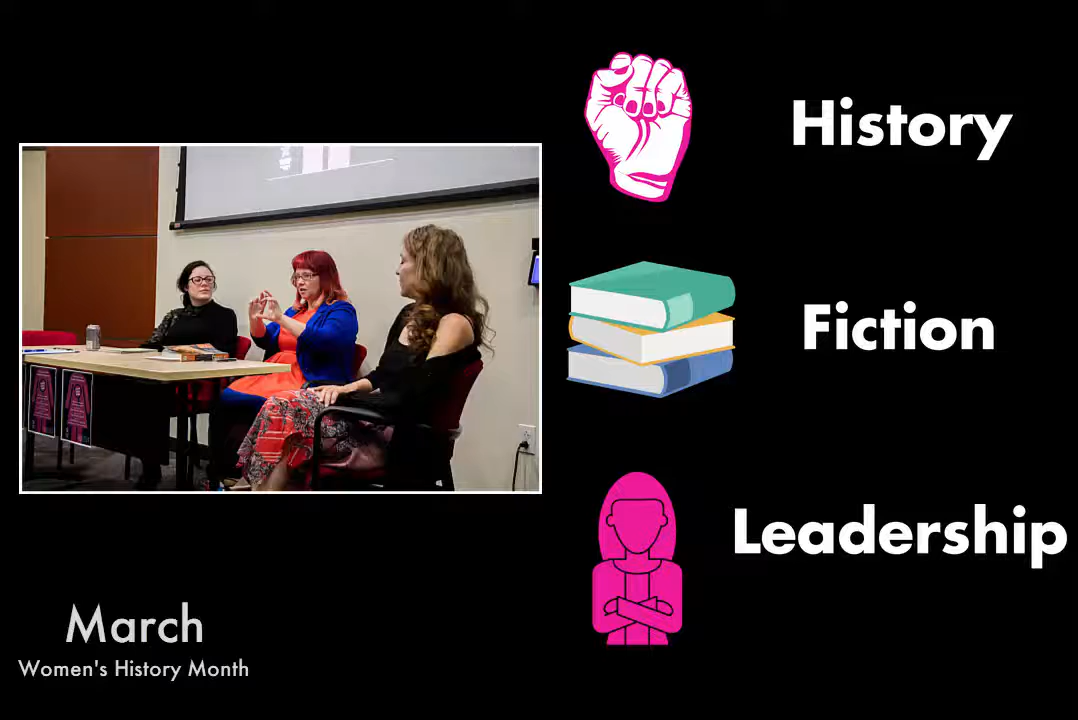 History
Fiction
Leadership
March
Women's History Month